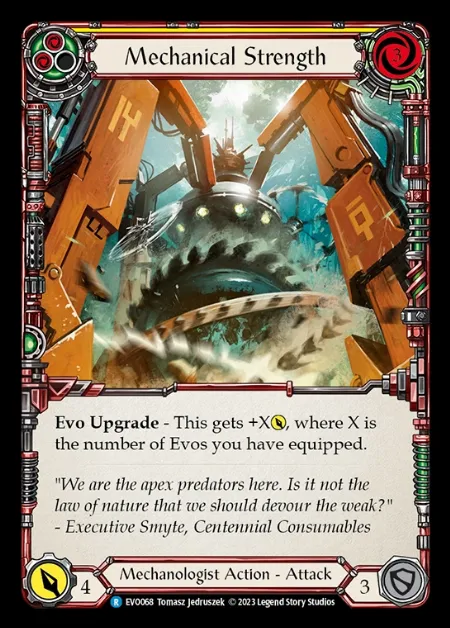 Mechanical Strength
3
Evo Upgrade - This gets +X, where X is
the number of Evos you have equipped.
"We are the apex predators here. Is it not the
law of nature that we should devour the weak?"
- Executive Smyte, Centennial Consumables
4
Mechanologist Action - Attack
3
R EVO068 Tomasz Jedruszek © 2023 Legend Story Studios